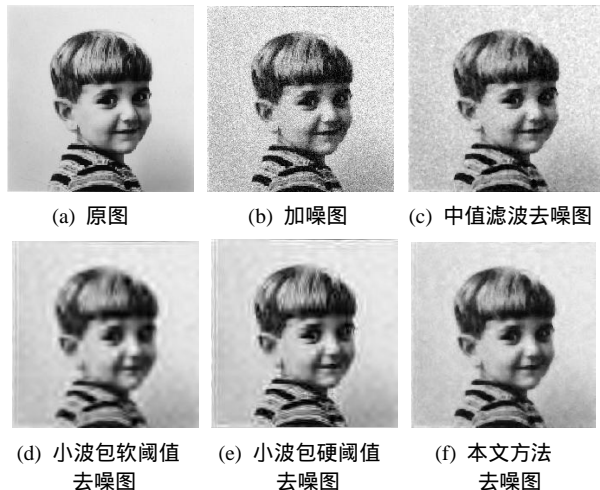 (a) 原图
(b) 加噪图
(c) 中值滤波去噪图
(d) 小波包软阈值
去噪图
(e) 小波包硬阈值
去噪图
(f) 本文方法
去噪图